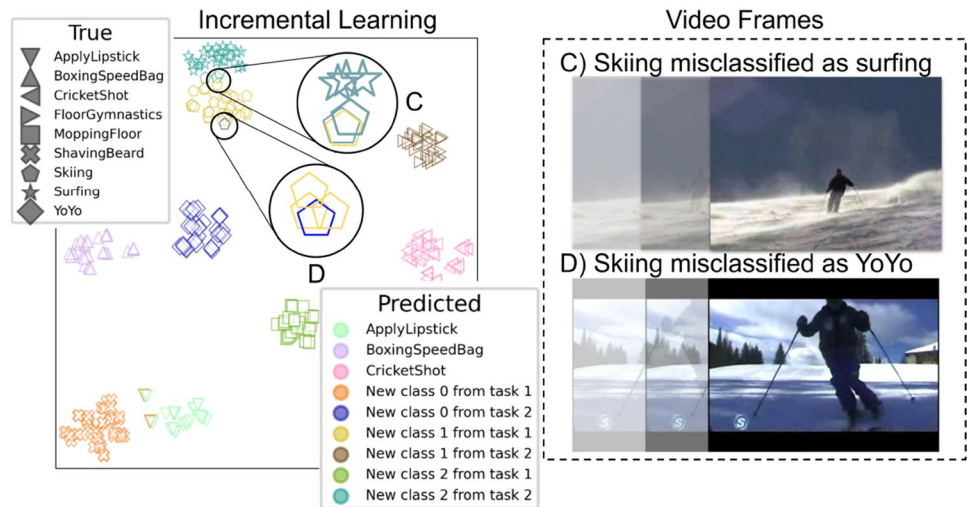 Incremental Learning
Video Frames
True
ApplyLipstick
BoxingSpeedBag
CricketShot
FloorGymnastics
MoppingFloor
ShavingBeard
Skiing
Surfing
YoYo
C
D
Predicted
ApplyLipstick
BoxingSpeedBag
CricketShot
New class 0 from task 1
New class 0 from task 2
New class 1 from task 1
New class 1 from task 2
New class 2 from task 1
New class 2 from task 2
C) Skiing misclassified as surfing
D) Skiing misclassified as YoYo
S
S